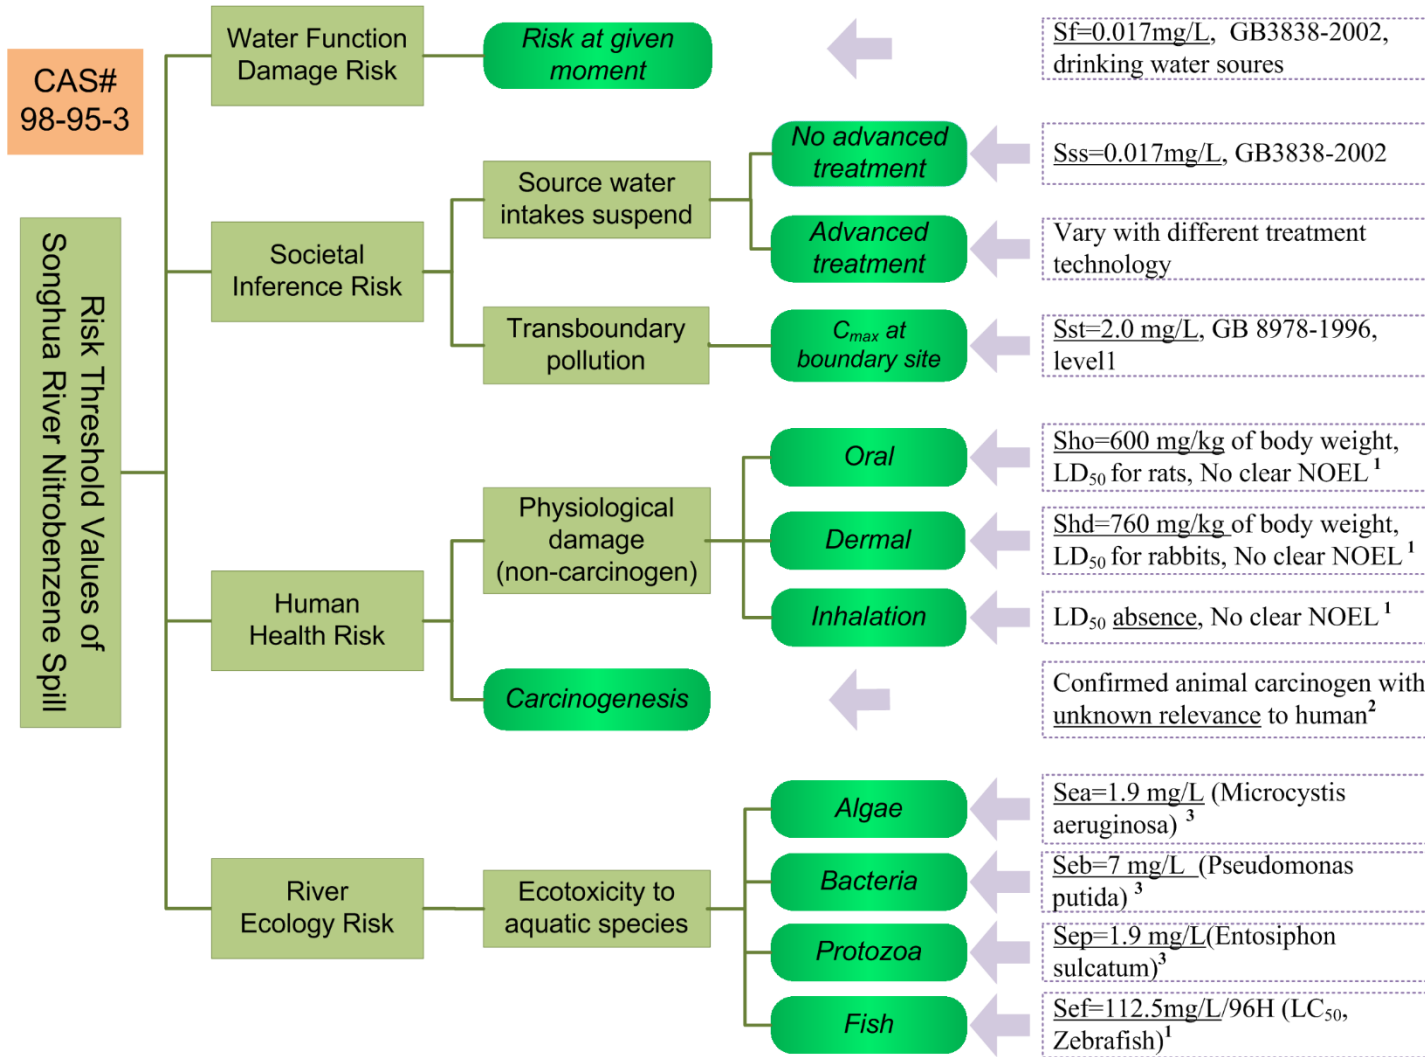 CAS#
98-95-3
Risk Threshold Values of
Songhua River Nitrobenzene Spill
Water Function
Damage Risk
Risk at given
moment
Sf=0.017mg/L, GB3838-2002,
drinking water soures
Societal
Inference Risk
Source water
intakes suspend
No advanced
treatment
Sss=0.017mg/L, GB3838-2002
Advanced
treatment
Vary with different treatment
technology
Transboundary
pollution
Cmax at
boundary site
Sst=2.0 mg/L, GB 8978-1996,
level1
Human
Health Risk
Physiological
damage
(non-carcinogen)
Oral
Sho=600 mg/kg of body weight,
LD50 for rats, No clear NOEL 1
Dermal
Shd=760 mg/kg of body weight,
LD50 for rabbits, No clear NOEL 1
Inhalation
LD50 absence, No clear NOEL 1
Carcinogenesis
Confirmed animal carcinogen with
unknown relevance to human2
River
Ecology Risk
Ecotoxicity to
aquatic species
Algae
Sea=1.9 mg/L (Microcystis
aeruginosa) 3
Bacteria
Seb=7 mg/L (Pseudomonas
putida) 3
Protozoa
Sep=1.9 mg/L(Entosiphon
sulcatum)3
Fish
Sef=112.5mg/L/96H (LC50,
Zebrafish)1